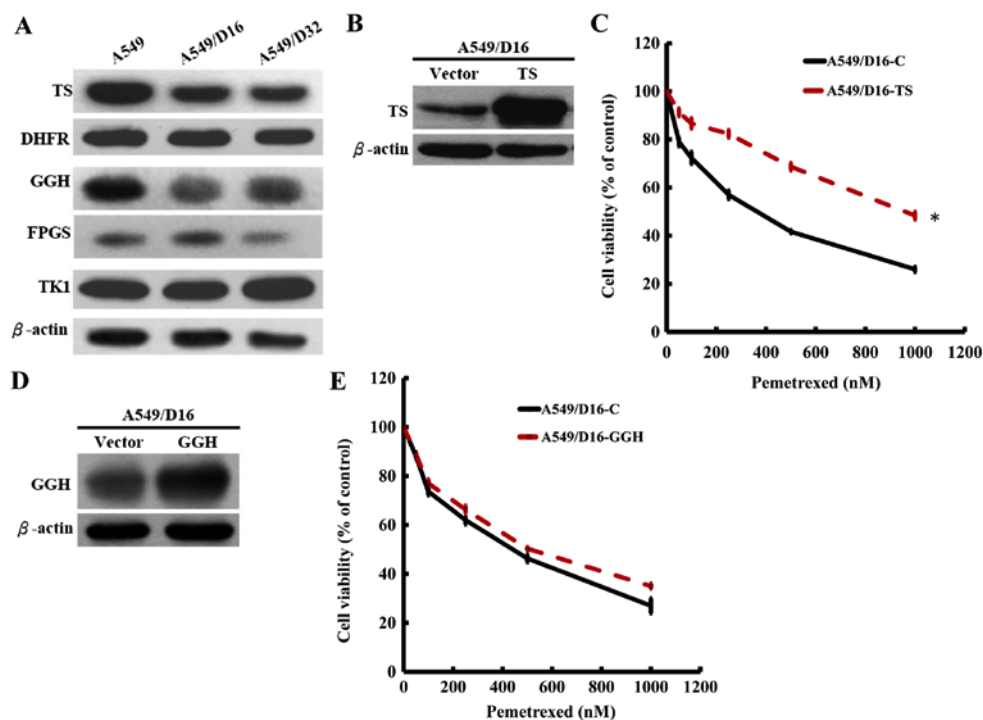 A
A549
A549/D16
A549/D32
TS
DHFR
GGH
FPGS
TK1
β-actin
B
A549/D16
Vector TS
TS
β-actin
C
A549/D16-C
A549/D16-TS
120
100
80
60
40
20
0
*
0 200 400 600 800 1000 1200
Cell viability (% of control)
Pemetrexed (nM)
D
A549/D16
Vector GGH
GGH
β-actin
E
A549/D16-C
A549/D16-GGH
120
100
80
60
40
20
0
0 200 400 600 800 1000 1200
Cell viability (% of control)
Pemetrexed (nM)